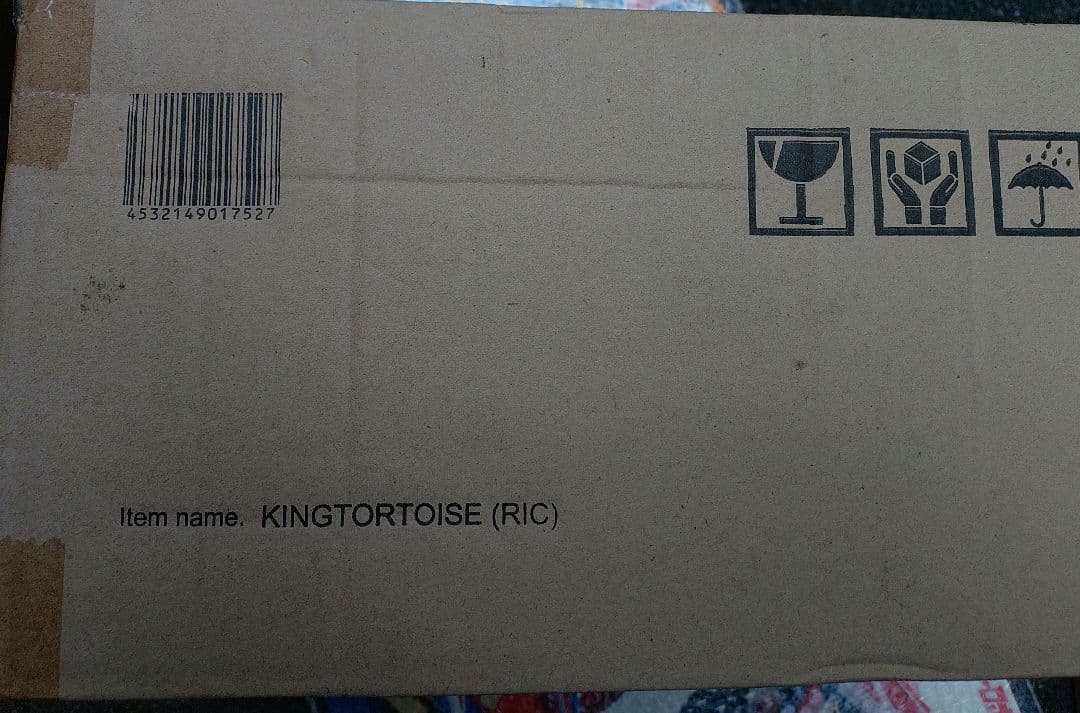 4532149017527
Item name. KINGTORTOISE (RIC)